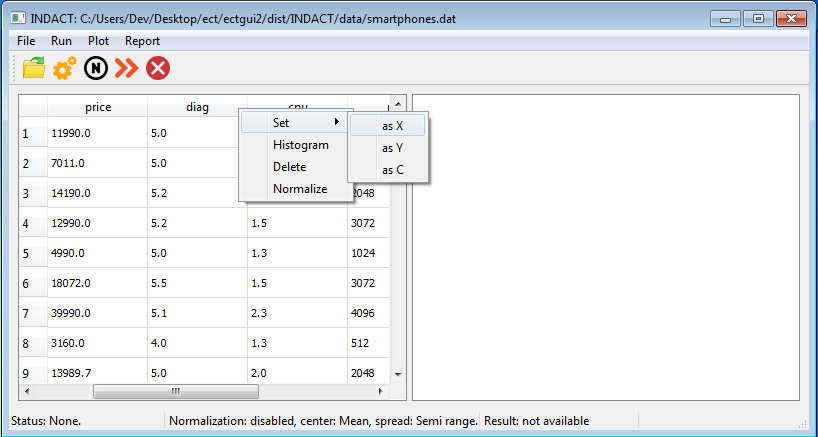 INDACT: C:/Users/Dev/Desktop/ect/ectgui2/dist/INDACT/data/smartphones.dat
File Run Plot Report
N
price diag
Set as X
1 11990.0 5.0
Histogram as Y
2 7011.0 5.0
Delete as C
3 14190.0 5.2 2048
Normalize
4 12990.0 5.2 1.5 3072
5 4990.0 5.0 1.3 1024
6 18072.0 5.5 1.5 3072
7 39990.0 5.1 2.3 4096
8 3160.0 4.0 1.3 512
9 13989.7 5.0 2.0 2048
Status: None. Normalization: disabled, center: Mean, spread: Semi range. Result: not available